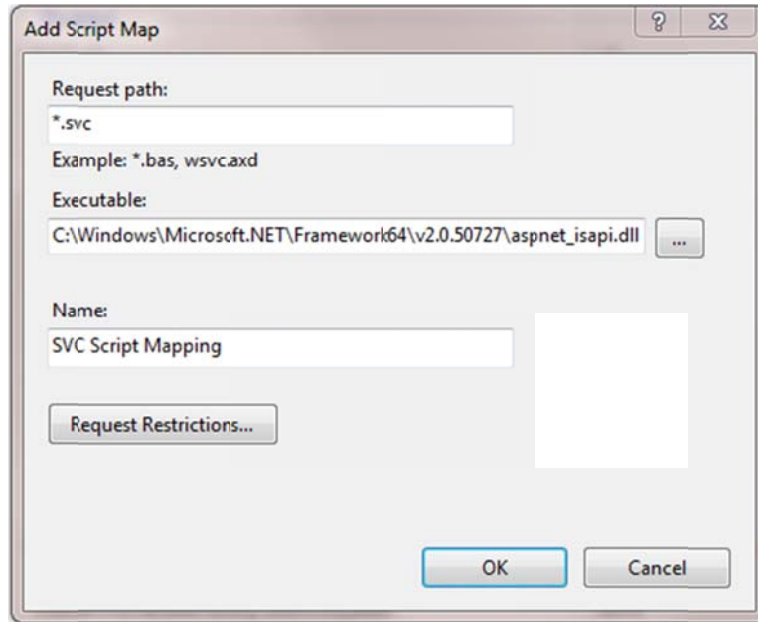 Add Script Map
Request path:
*.svc
Example: *.bas, wsvc.axd
Executable:
C:\Windows\Microsoft.NET\Framework64\v2.0.50727\aspnet_isapi.dll
...
Name:
SVC Script Mapping
Request Restrictions...
OK
Cancel